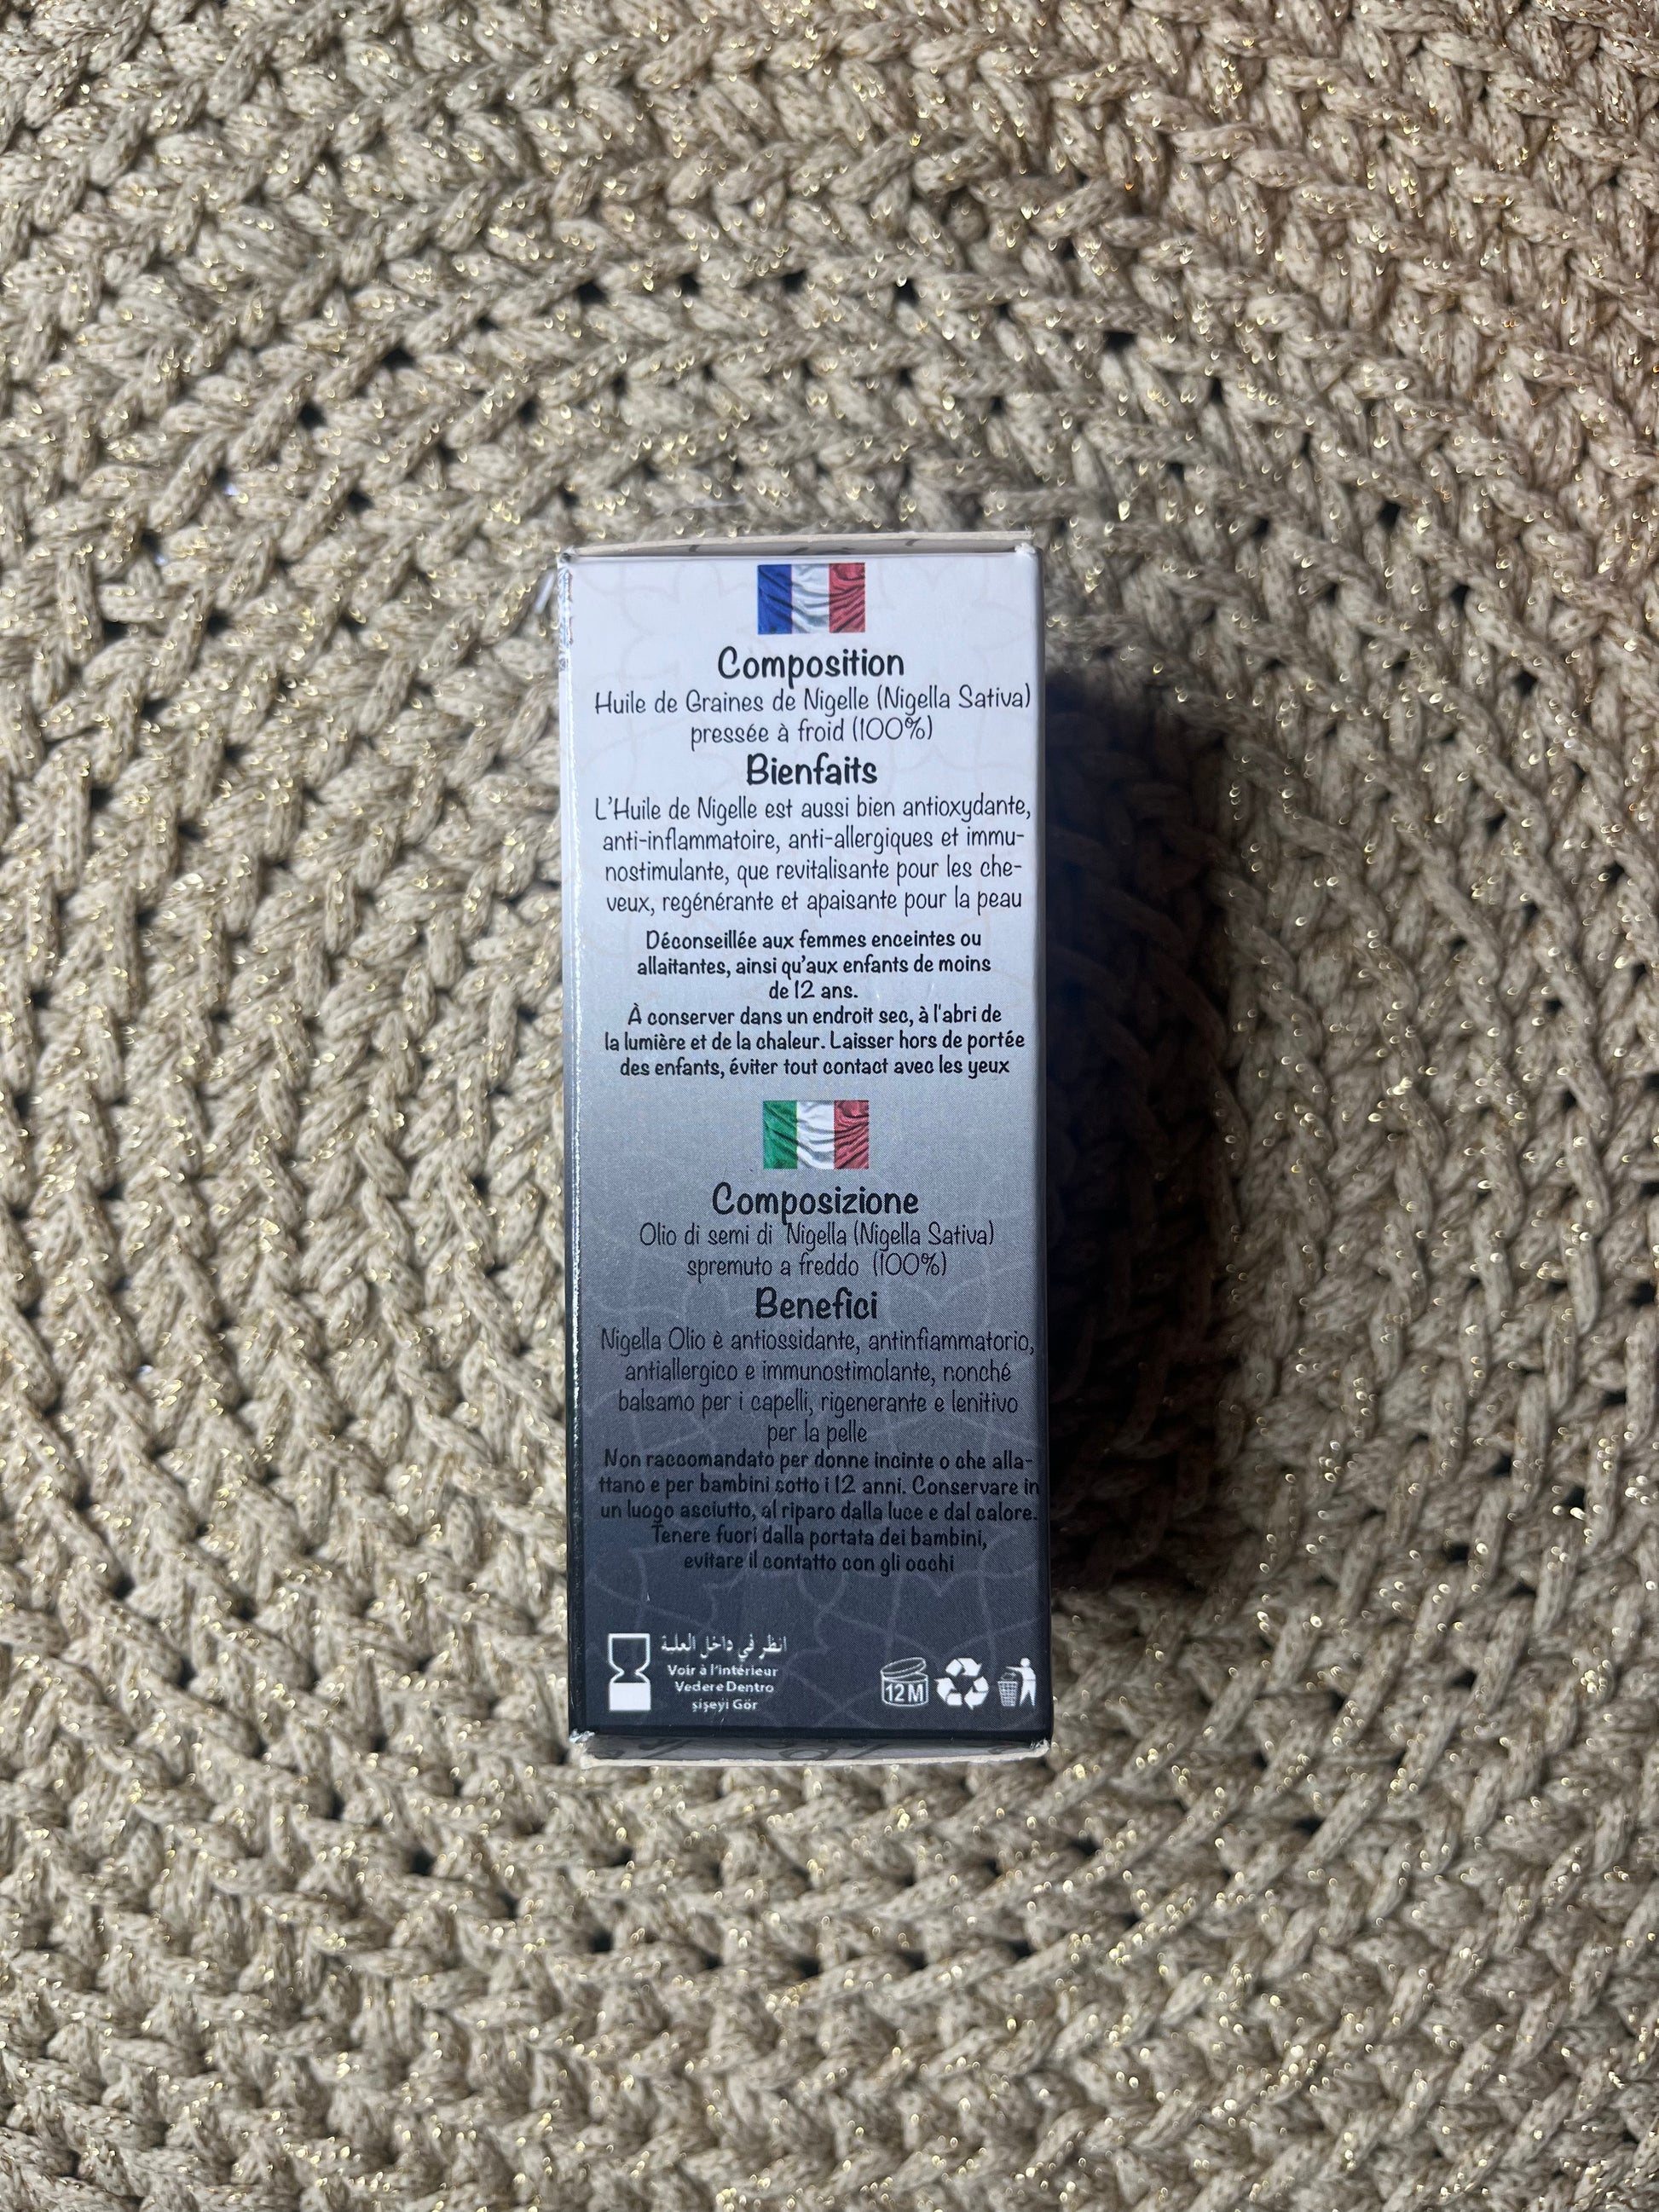 Composition
Huile de Graines de Nigelle (Nigella Sativa)
pressée à froid (100%)
Bienfaits
L'Huile de Nigelle est aussi bien antioxydante,
anti-inflammatoire, anti-allergiques et immu-
nostimulante, que revitalisante pour les che-
veux, regénérante et apaisante pour la peau
Déconseillée aux femmes enceintes ou
allaitantes, ainsi qu'aux enfants de moins
de 12 ans.
À conserver dans un endroit sec, à l'abri de
la lumière et de la chaleur. Laisser hors de portée
des enfants, éviter tout contact avec les yeux
Composizione
Olio di semi di Nigella (Nigella Sativa)
spremuto a freddo (100%)
Benefici
Nigella Olio è antiossidante, antinfiammatorio,
antiallergico e immunostimolante, nonché
balsamo per i capelli, rigenerante e lenitivo
per la pelle
Non raccomandato per donne incinte o che alla-
ttano e per bambini sotto i 12 anni. Conservare in
un luogo asciutto, al riparo dalla luce e dal calore.
Tenere fuori dalla portata dei bambini,
evitare il contatto con gli occhi
انظر في داخل العلبة
Voir à l'intérieur
Vedere Dentro
şişeyi Gör
12M